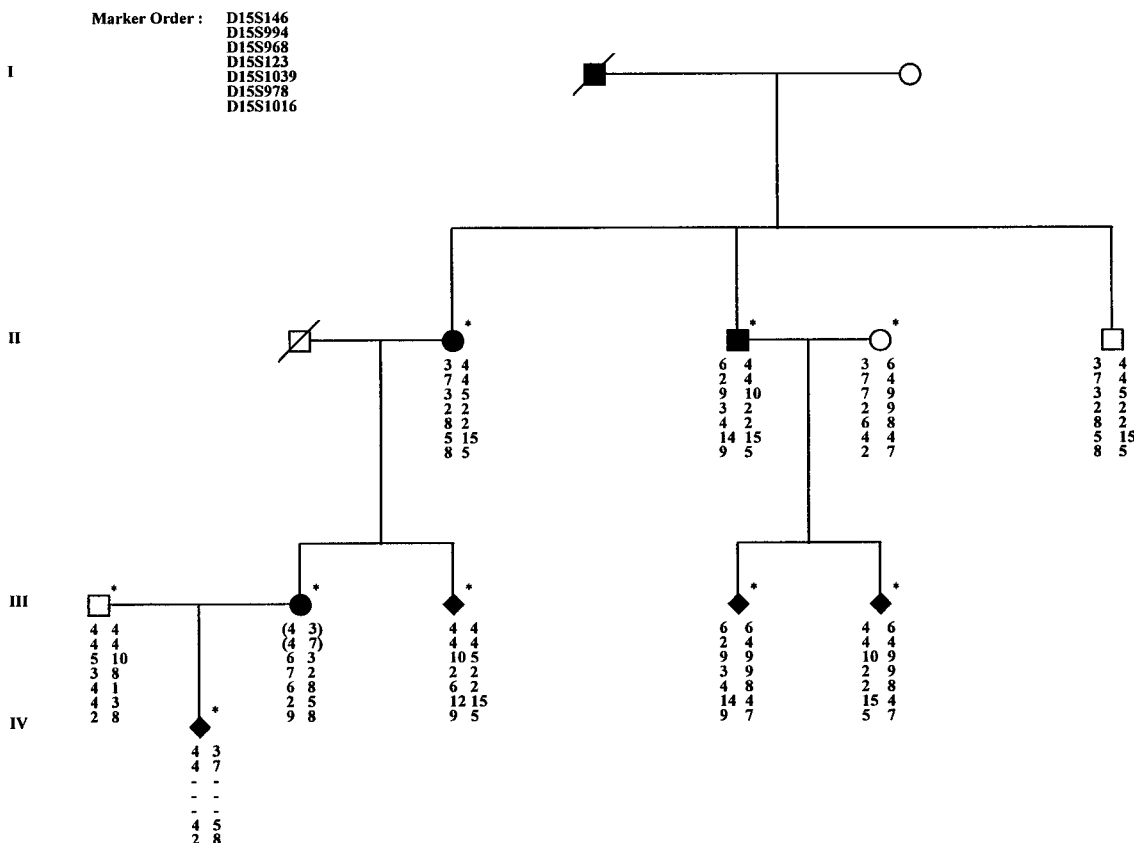 Marker Order : D15S146
D15S994
D15S968
D15S123
D15S1039
D15S978
D15S1016
I
II
* * *
3 4 6 4 3 6 3 4
7 4 2 4 7 4 7 4
3 5 9 10 7 9 3 5
2 2 3 2 2 9 2 2
8 2 4 2 6 8 8 2
5 15 14 15 4 4 5 15
8 5 9 5 2 7 8 5
III
* * * * *
4 4 (4 3) 4 4 6 6 4 6
4 4 (4 7) 4 4 2 4 4 4
5 10 6 3 10 5 9 9 10 9
3 8 7 2 2 2 3 9 2 9
4 1 6 8 6 2 4 8 2 8
4 3 2 5 12 15 14 4 15 4
2 8 9 8 9 5 9 7 5 7
IV
*
4 3
4 7
- -
- -
- -
4 5
2 8